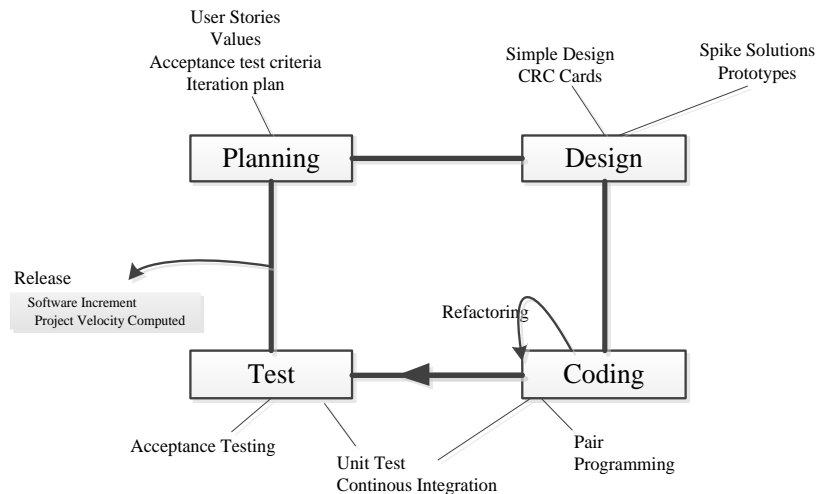 User Stories
Values
Acceptance test criteria
Iteration plan
Simple Design
CRC Cards
Spike Solutions
Prototypes
Planning
Design
Release
Software Increment
Project Velocity Computed
Refactoring
Test
Coding
Acceptance Testing
Unit Test
Continous Integration
Pair
Programming